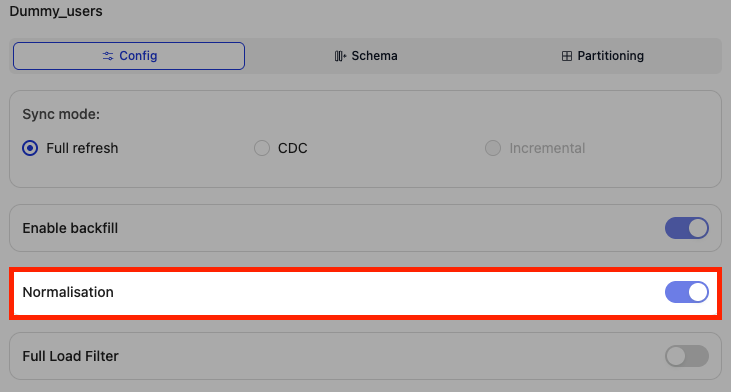 Dummy_users
Config Schema Partitioning
Sync mode:
Full refresh CDC Incremental
Enable backfill
Normalisation
Full Load Filter